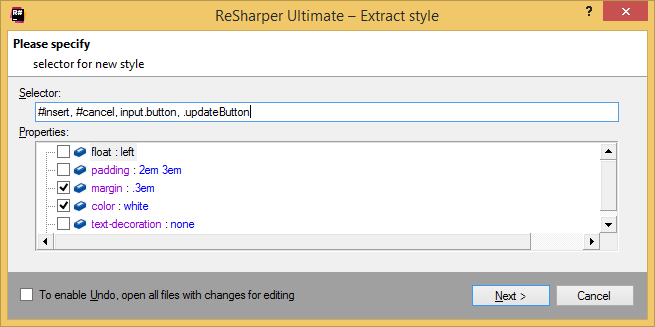 R#
ReSharper Ultimate – Extract style
?
Please specify
selector for new style
Selector:
#insert, #cancel, input.button, .updateButton
Properties:
float : left
padding : 2em 3em
margin : .3em
color : white
text-decoration : none
To enable Undo, open all files with changes for editing
Next >
Cancel